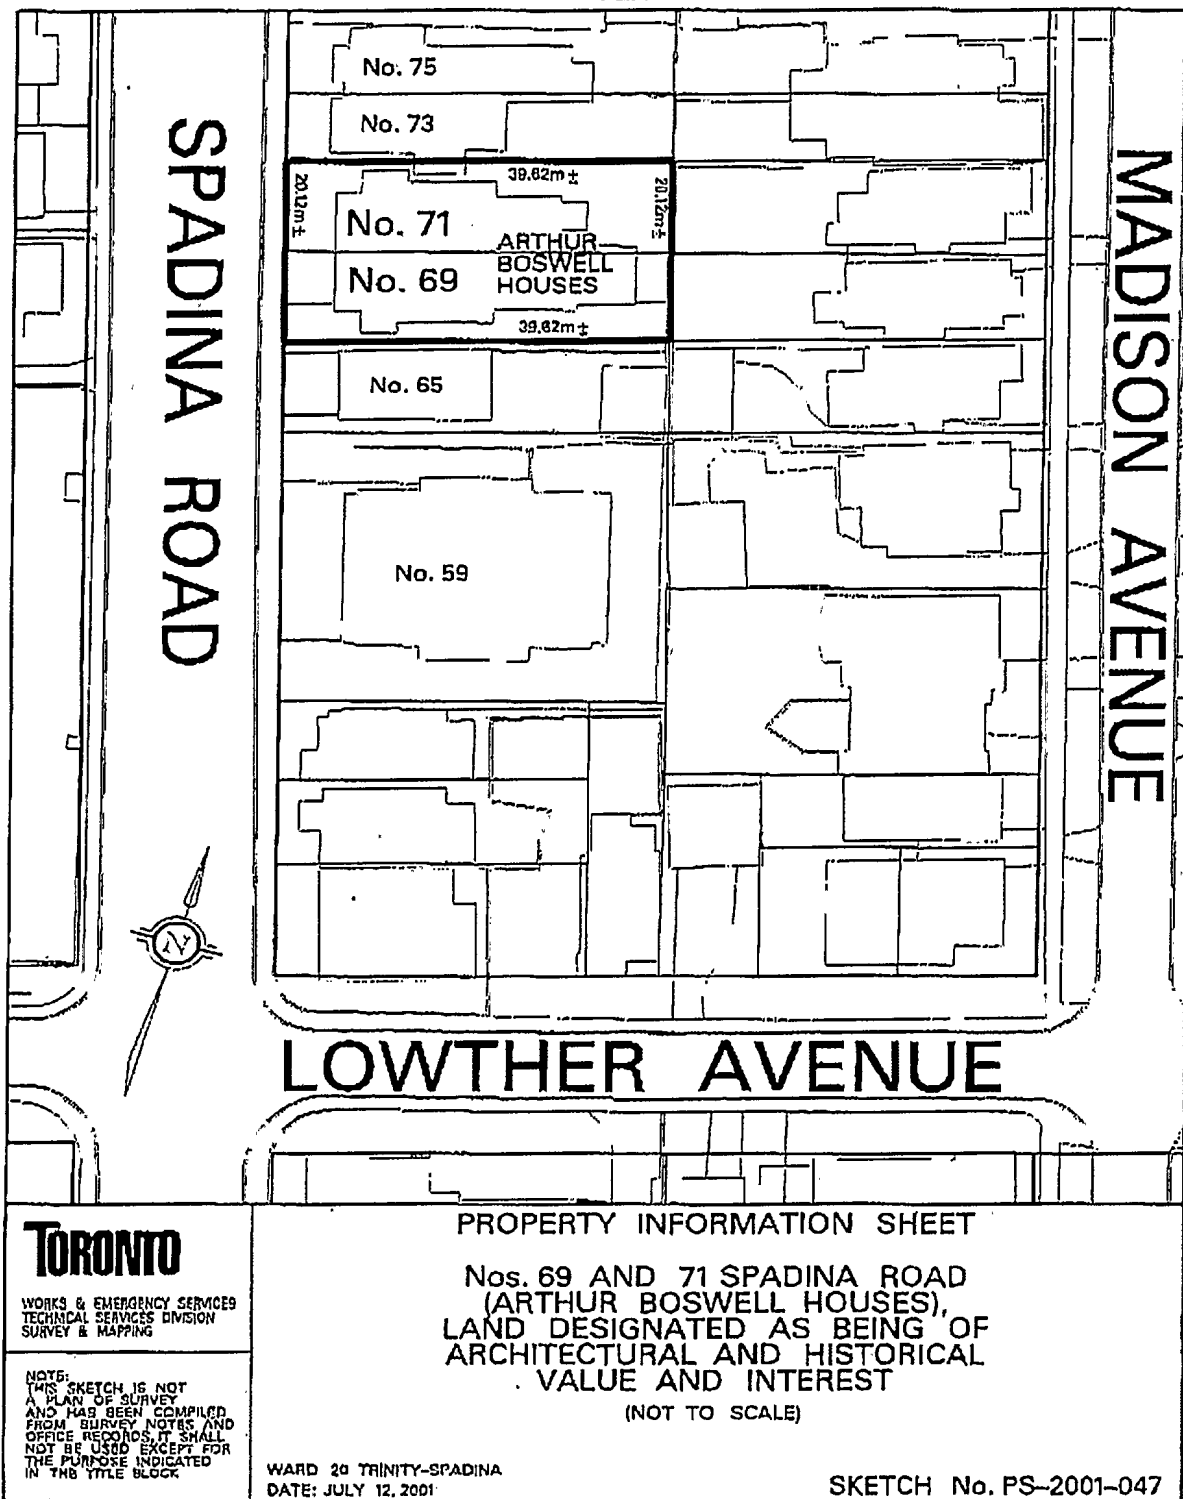 No. 75
No. 73
SPADINA ROAD
MADISON AVENUE
39.62m ±
20.12m ±
20.12m ±
No. 71
ARTHUR
BOSWELL
HOUSES
No. 69
39.62m ±
No. 65
No. 59
N
LOWTHER AVENUE
TORONTO
WORKS & EMERGENCY SERVICES
TECHNICAL SERVICES DIVISION
SURVEY & MAPPING
NOTE:
THIS SKETCH IS NOT
A PLAN OF SURVEY
AND HAS BEEN COMPILED
FROM SURVEY NOTES AND
OFFICE RECORDS. IT SHALL
NOT BE USED EXCEPT FOR
THE PURPOSE INDICATED
IN THE TITLE BLOCK
PROPERTY INFORMATION SHEET
Nos. 69 AND 71 SPADINA ROAD
(ARTHUR BOSWELL HOUSES),
LAND DESIGNATED AS BEING OF
ARCHITECTURAL AND HISTORICAL
VALUE AND INTEREST
(NOT TO SCALE)
WARD 20 TRINITY-SPADINA
DATE: JULY 12, 2001
SKETCH No. PS-2001-047